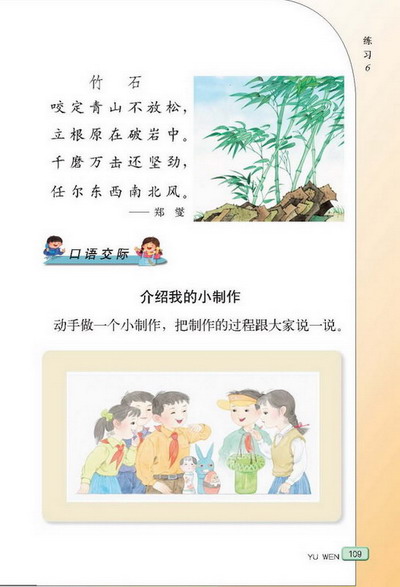 练习6
竹 石
咬定青山不放松，
立根原在破岩中。
千磨万击还坚劲，
任尔东西南北风。
——郑燮
口语交际
介绍我的小制作
动手做一个小制作，把制作的过程跟大家说一说。
YU WEN 109